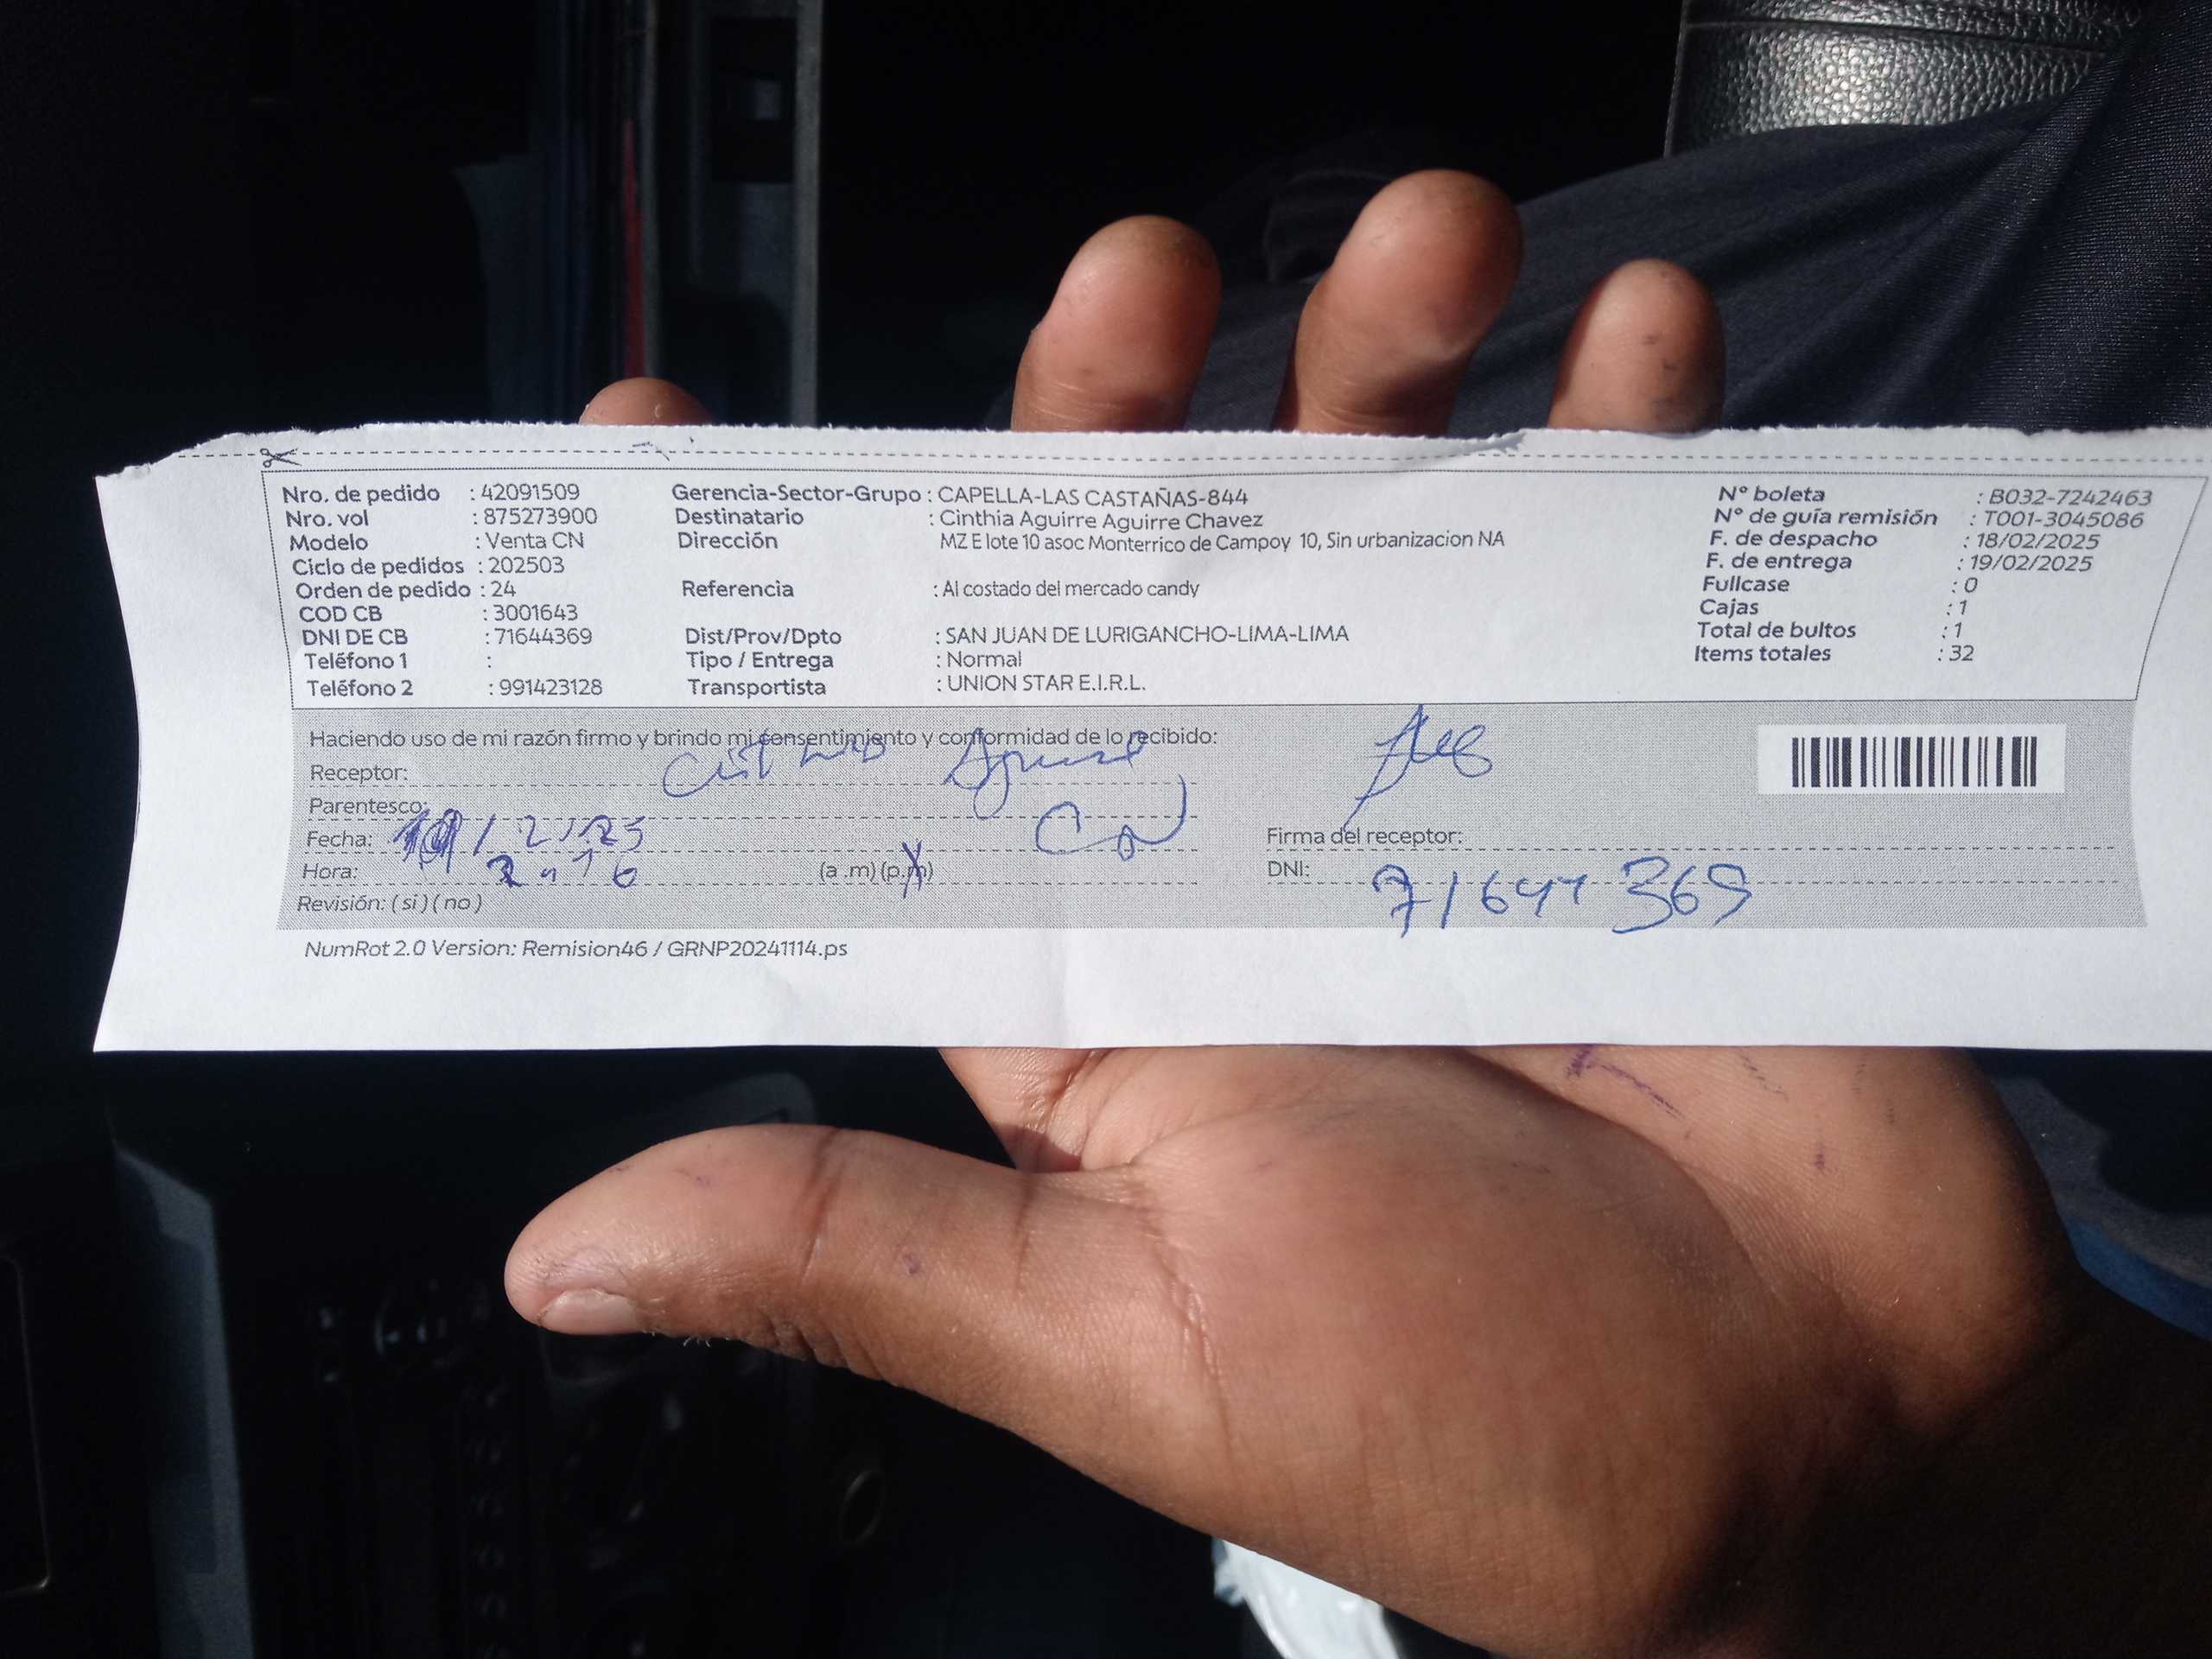 Nro. de pedido : 42091509 Gerencia-Sector-Grupo : CAPELLA-LAS CASTAÑAS-844 N° boleta : B032-7242463
Nro. vol : 875273900 Destinatario : Cinthia Aguirre Aguirre Chavez N° de guía remisión : T001-3045086
Modelo : Venta CN Dirección MZ E lote 10 asoc Monterrico de Campoy 10, Sin urbanizacion NA F. de despacho : 18/02/2025
Ciclo de pedidos : 202503 F. de entrega : 19/02/2025
Orden de pedido : 24 Referencia : Al costado del mercado candy Fullcase : 0
COD CB : 3001643 Cajas : 1
DNI DE CB : 71644369 Dist/Prov/Dpto : SAN JUAN DE LURIGANCHO-LIMA-LIMA Total de bultos : 1
Teléfono 1 : Tipo / Entrega : Normal Items totales : 32
Teléfono 2 : 991423128 Transportista : UNION STAR E.I.R.L.
Haciendo uso de mi razón firmo y brindo mi consentimiento y conformidad de lo recibido:
Receptor:
Parentesco:
Fecha: 19/2/25 Firma del receptor:
Hora: (a .m) (p.m) DNI: 71644369
Revisión: ( si ) ( no )
NumRot 2.0 Version: Remision46 / GRNP20241114.ps